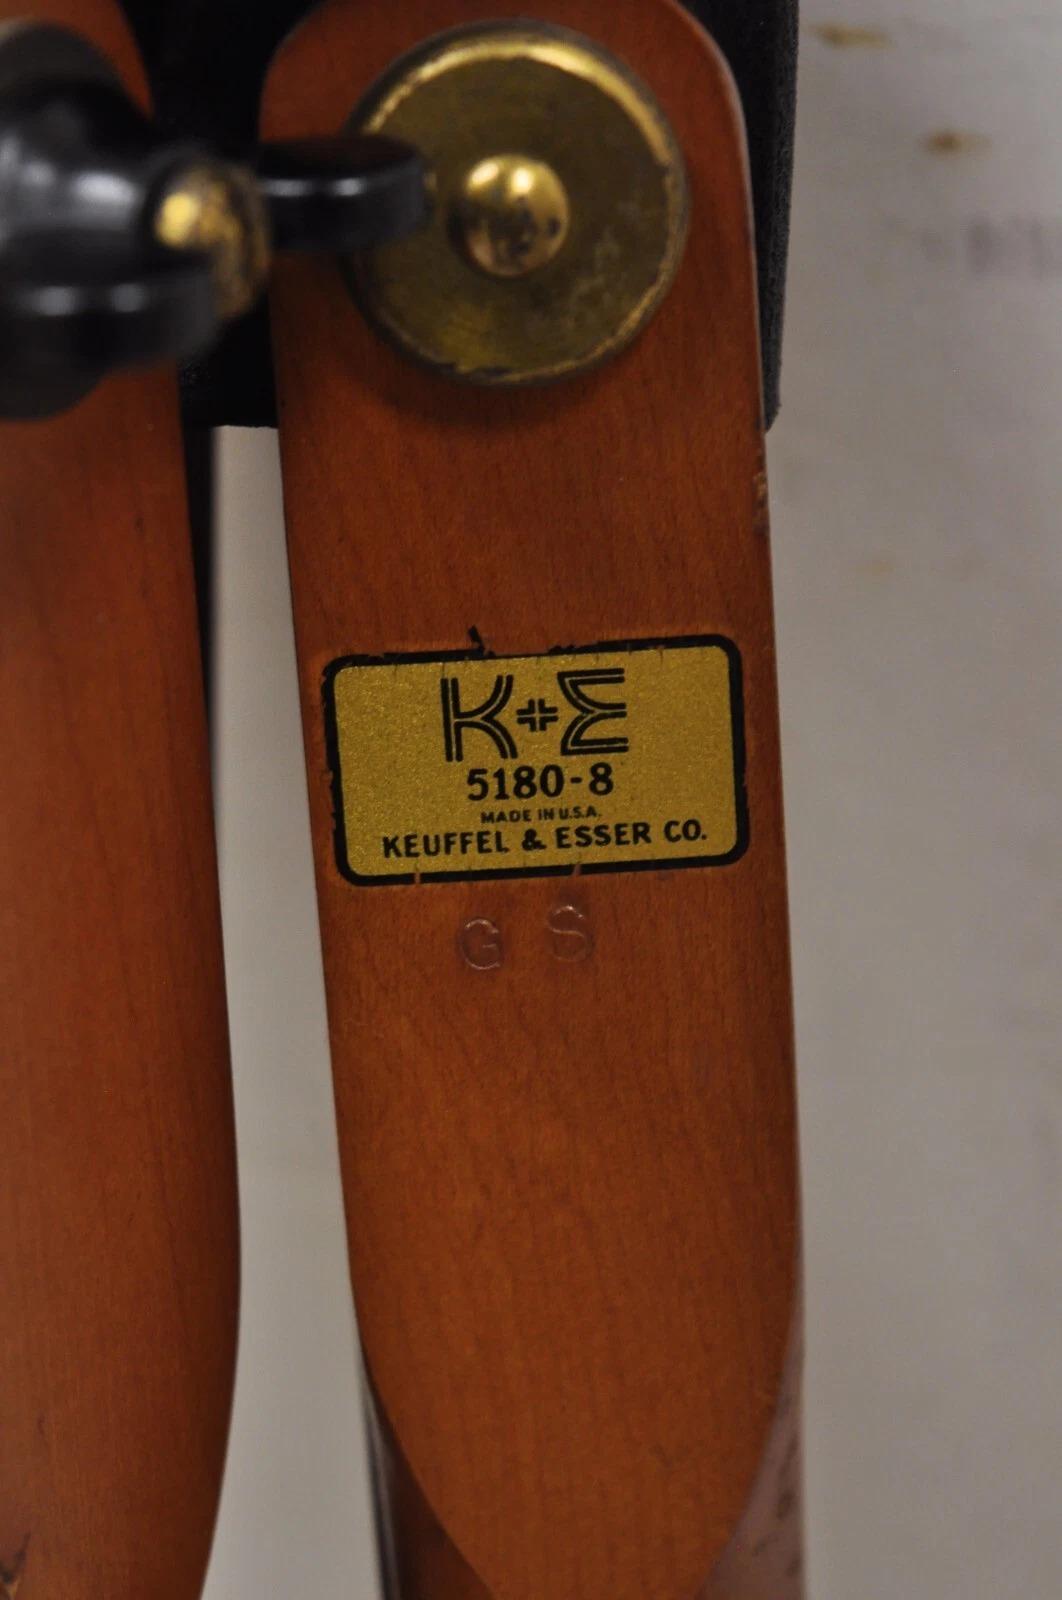 K+E
5180-8
MADE IN U.S.A.
KEUFFEL & ESSER CO.
G S